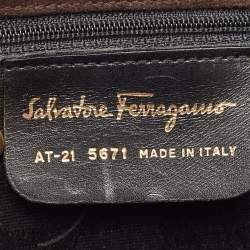 Salvatore Ferragamo
AT-21 5671 MADE IN ITALY